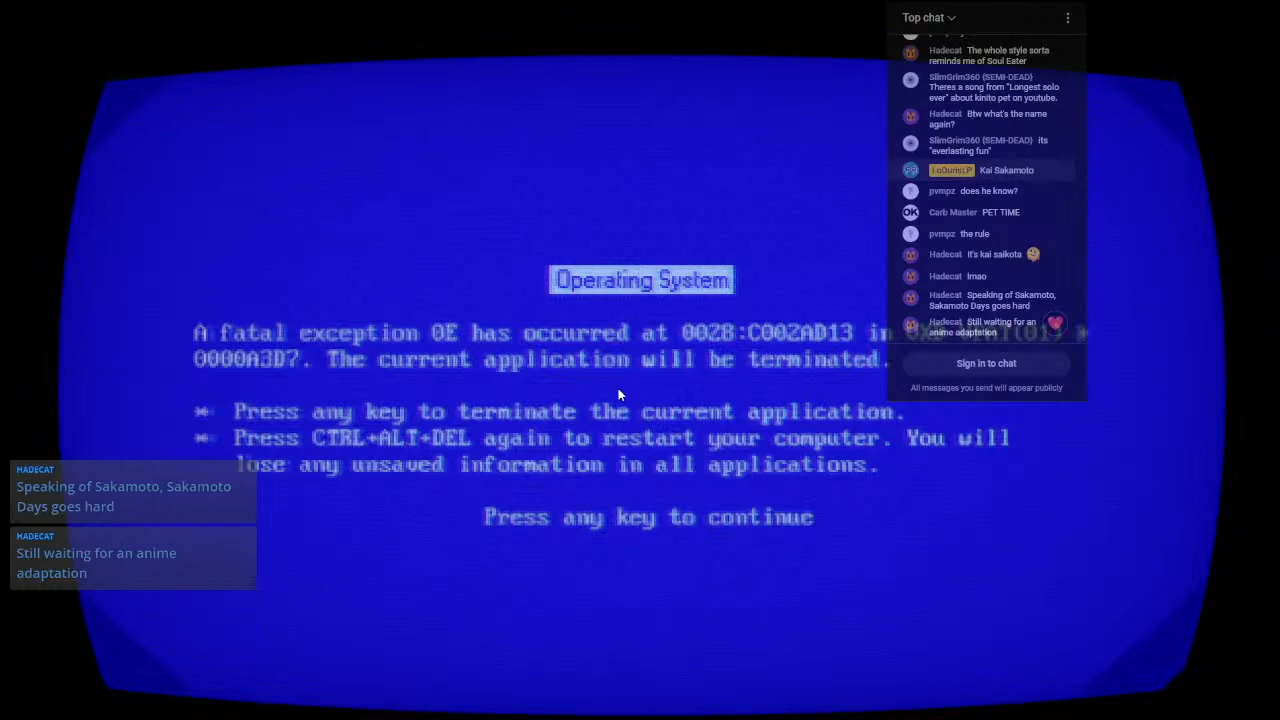 Top chat
Hadecat The whole style sorta
reminds me of Soul Eater
SlimGrim360 {SEMI-DEAD}
Theres a song from "Longest solo
ever" about kinito pet on youtube.
Hadecat Btw what's the name
again?
SlimGrim360 {SEMI-DEAD} its
"everlasting fun"
LoOurisLP Kai Sakamoto
pvmpz does he know?
OK Carb Master PET TIME
pvmpz the rule
Hadecat It's kai saikota
Hadecat lmao
Hadecat Speaking of Sakamoto,
Sakamoto Days goes hard
Hadecat Still waiting for an
anime adaptation
Sign in to chat
All messages you send will appear publicly
Operating System
A fatal exception 0E has occurred at 0028:C002AD13 in
0000A3D7. The current application will be terminated.
* Press any key to terminate the current application.
* Press CTRL+ALT+DEL again to restart your computer. You will
lose any unsaved information in all applications.
Press any key to continue
HADECAT
Speaking of Sakamoto, Sakamoto
Days goes hard
HADECAT
Still waiting for an anime
adaptation